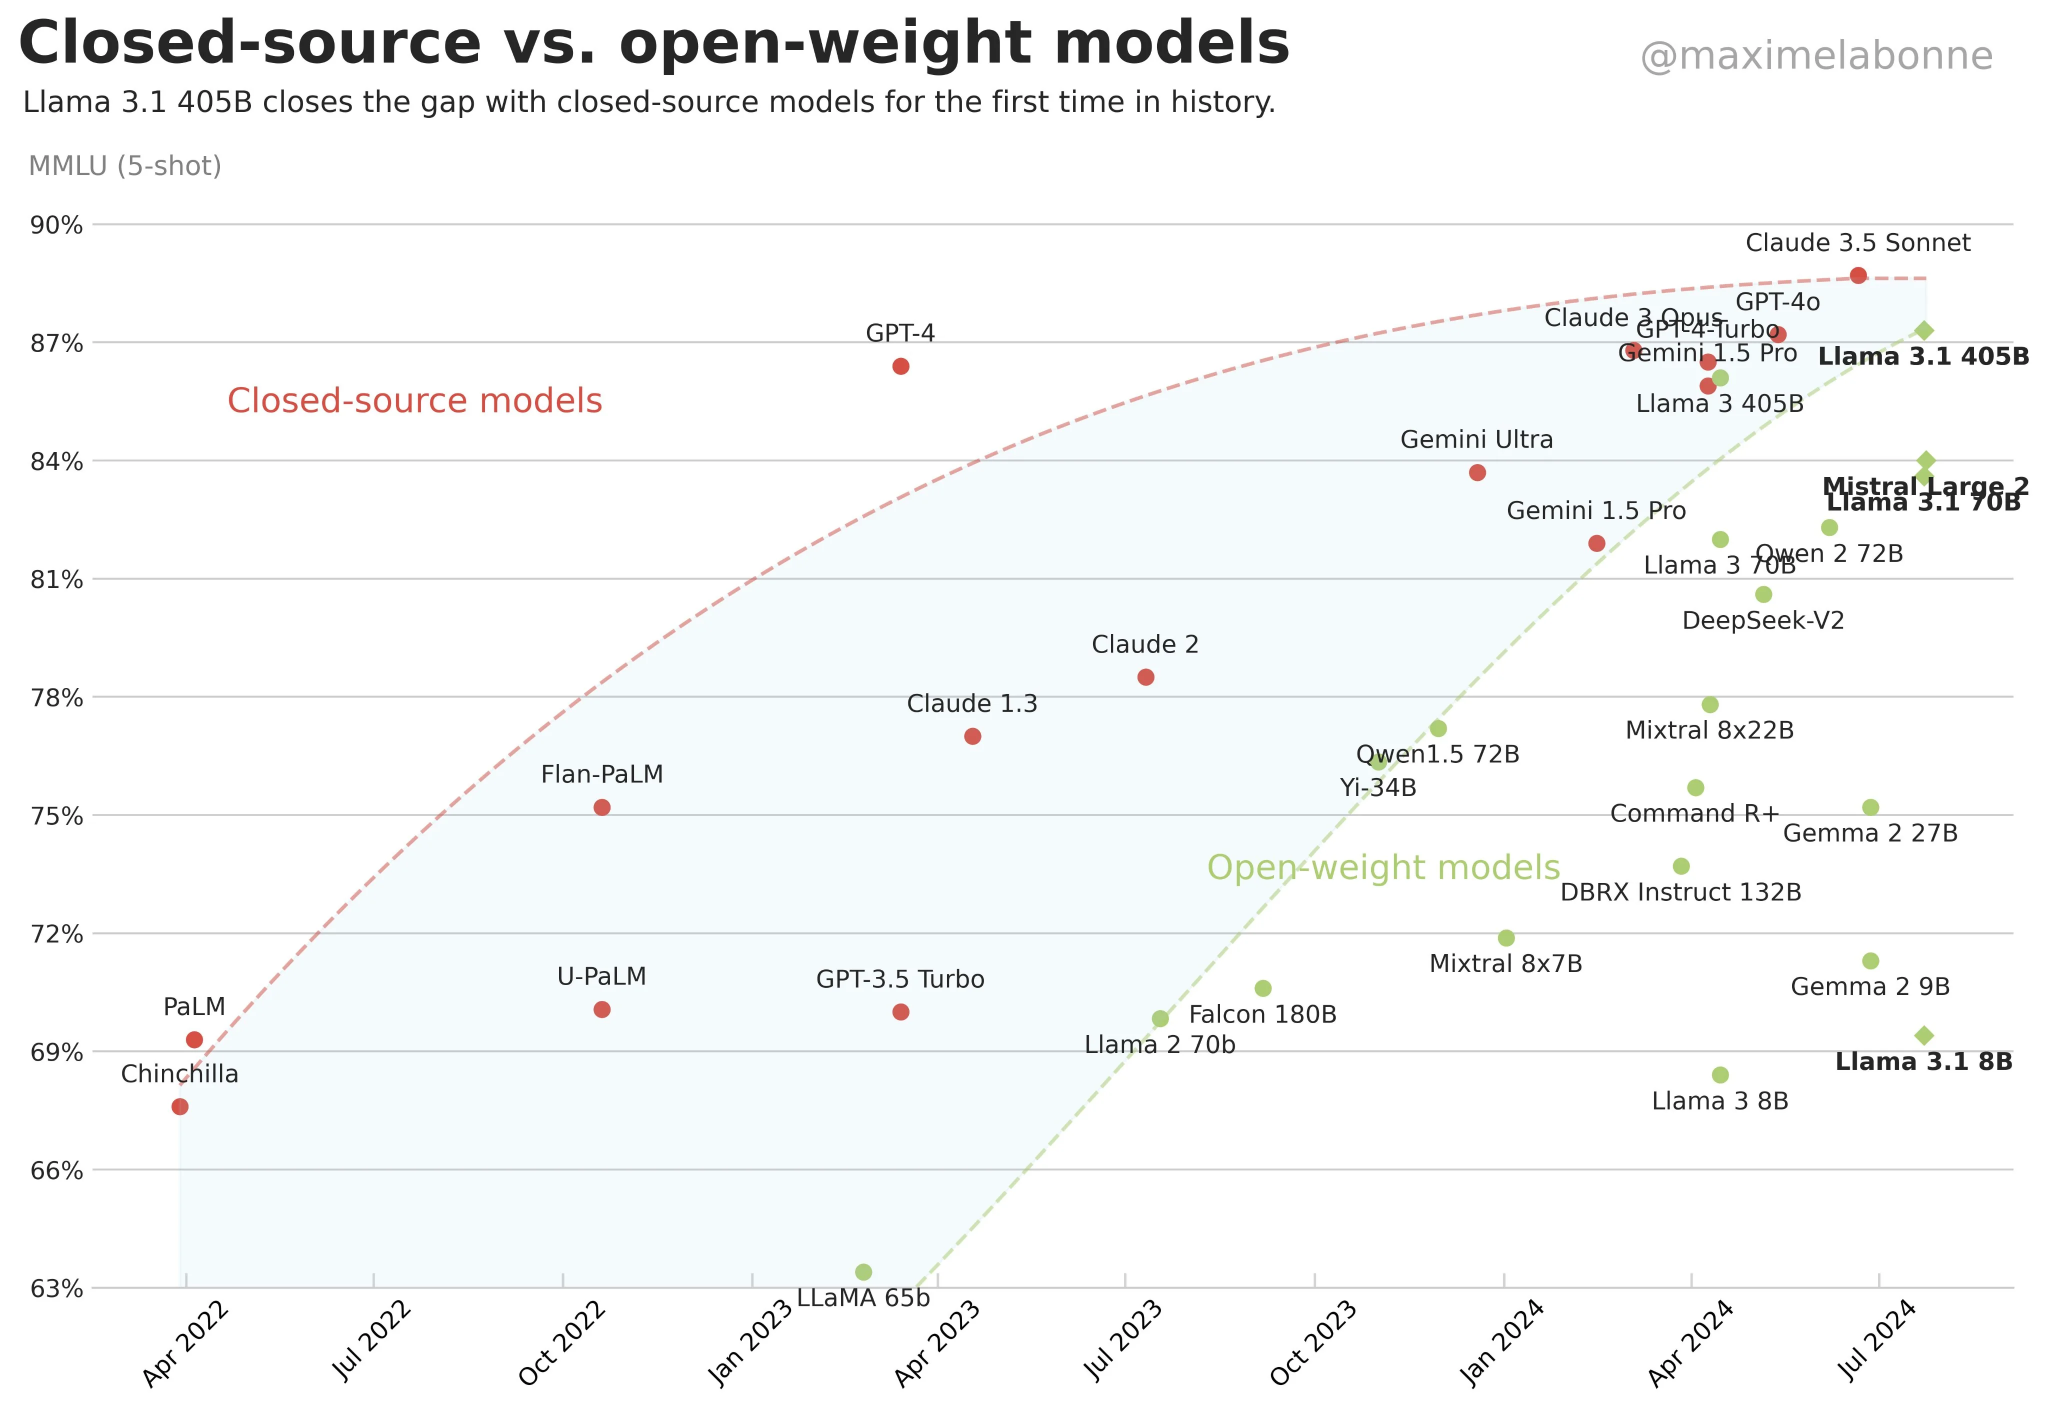 Closed-source vs. open-weight models
@maximelabonne
Llama 3.1 405B closes the gap with closed-source models for the first time in history.
MMLU (5-shot)
90%
Claude 3.5 Sonnet
GPT-4o
Claude 3 Opus
GPT-4
GPT-4-Turbo
87%
Gemini 1.5 Pro
Llama 3.1 405B
Closed-source models
Llama 3 405B
Gemini Ultra
84%
Mistral Large 2
Llama 3.1 70B
Gemini 1.5 Pro
Qwen 2 72B
Llama 3 70B
81%
DeepSeek-V2
Claude 2
78%
Claude 1.3
Mixtral 8x22B
Qwen1.5 72B
Flan-PaLM
Yi-34B
75%
Command R+
Gemma 2 27B
Open-weight models
DBRX Instruct 132B
72%
Mixtral 8x7B
U-PaLM
GPT-3.5 Turbo
Gemma 2 9B
PaLM
Falcon 180B
Llama 2 70b
69%
Llama 3.1 8B
Chinchilla
Llama 3 8B
66%
63%
LLaMA 65b
Apr 2022
Jul 2022
Oct 2022
Jan 2023
Apr 2023
Jul 2023
Oct 2023
Jan 2024
Apr 2024
Jul 2024